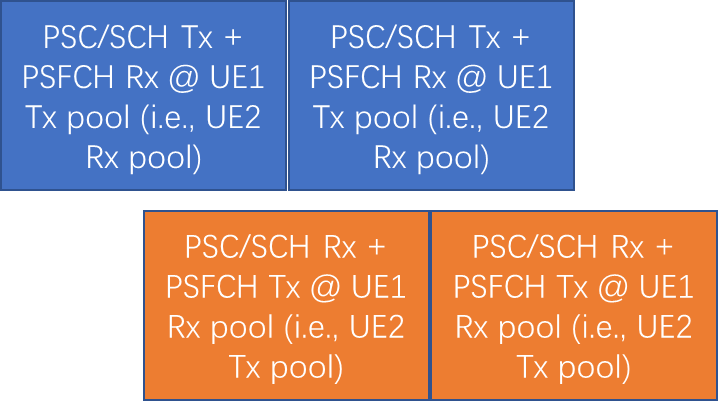 PSC/SCH Tx +
PSFCH Rx @ UE1
Tx pool (i.e., UE2
Rx pool)
PSC/SCH Tx +
PSFCH Rx @ UE1
Tx pool (i.e., UE2
Rx pool)
PSC/SCH Rx +
PSFCH Tx @ UE1
Rx pool (i.e., UE2
Tx pool)
PSC/SCH Rx +
PSFCH Tx @ UE1
Rx pool (i.e., UE2
Tx pool)